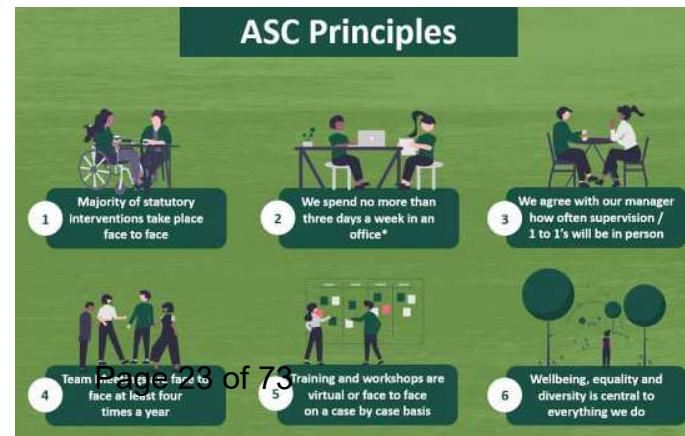 ASC Principles
1
Majority of statutory
interventions take place
face to face
2
We spend no more than
three days a week in an
office*
3
We agree with our manager
how often supervision /
1 to 1's will be in person
4
Team face to
face at least four
times a year
5
Training and workshops are
virtual or face to face
on a case by case basis
6
Wellbeing, equality and
diversity is central to
everything we do
Page 23 of 73